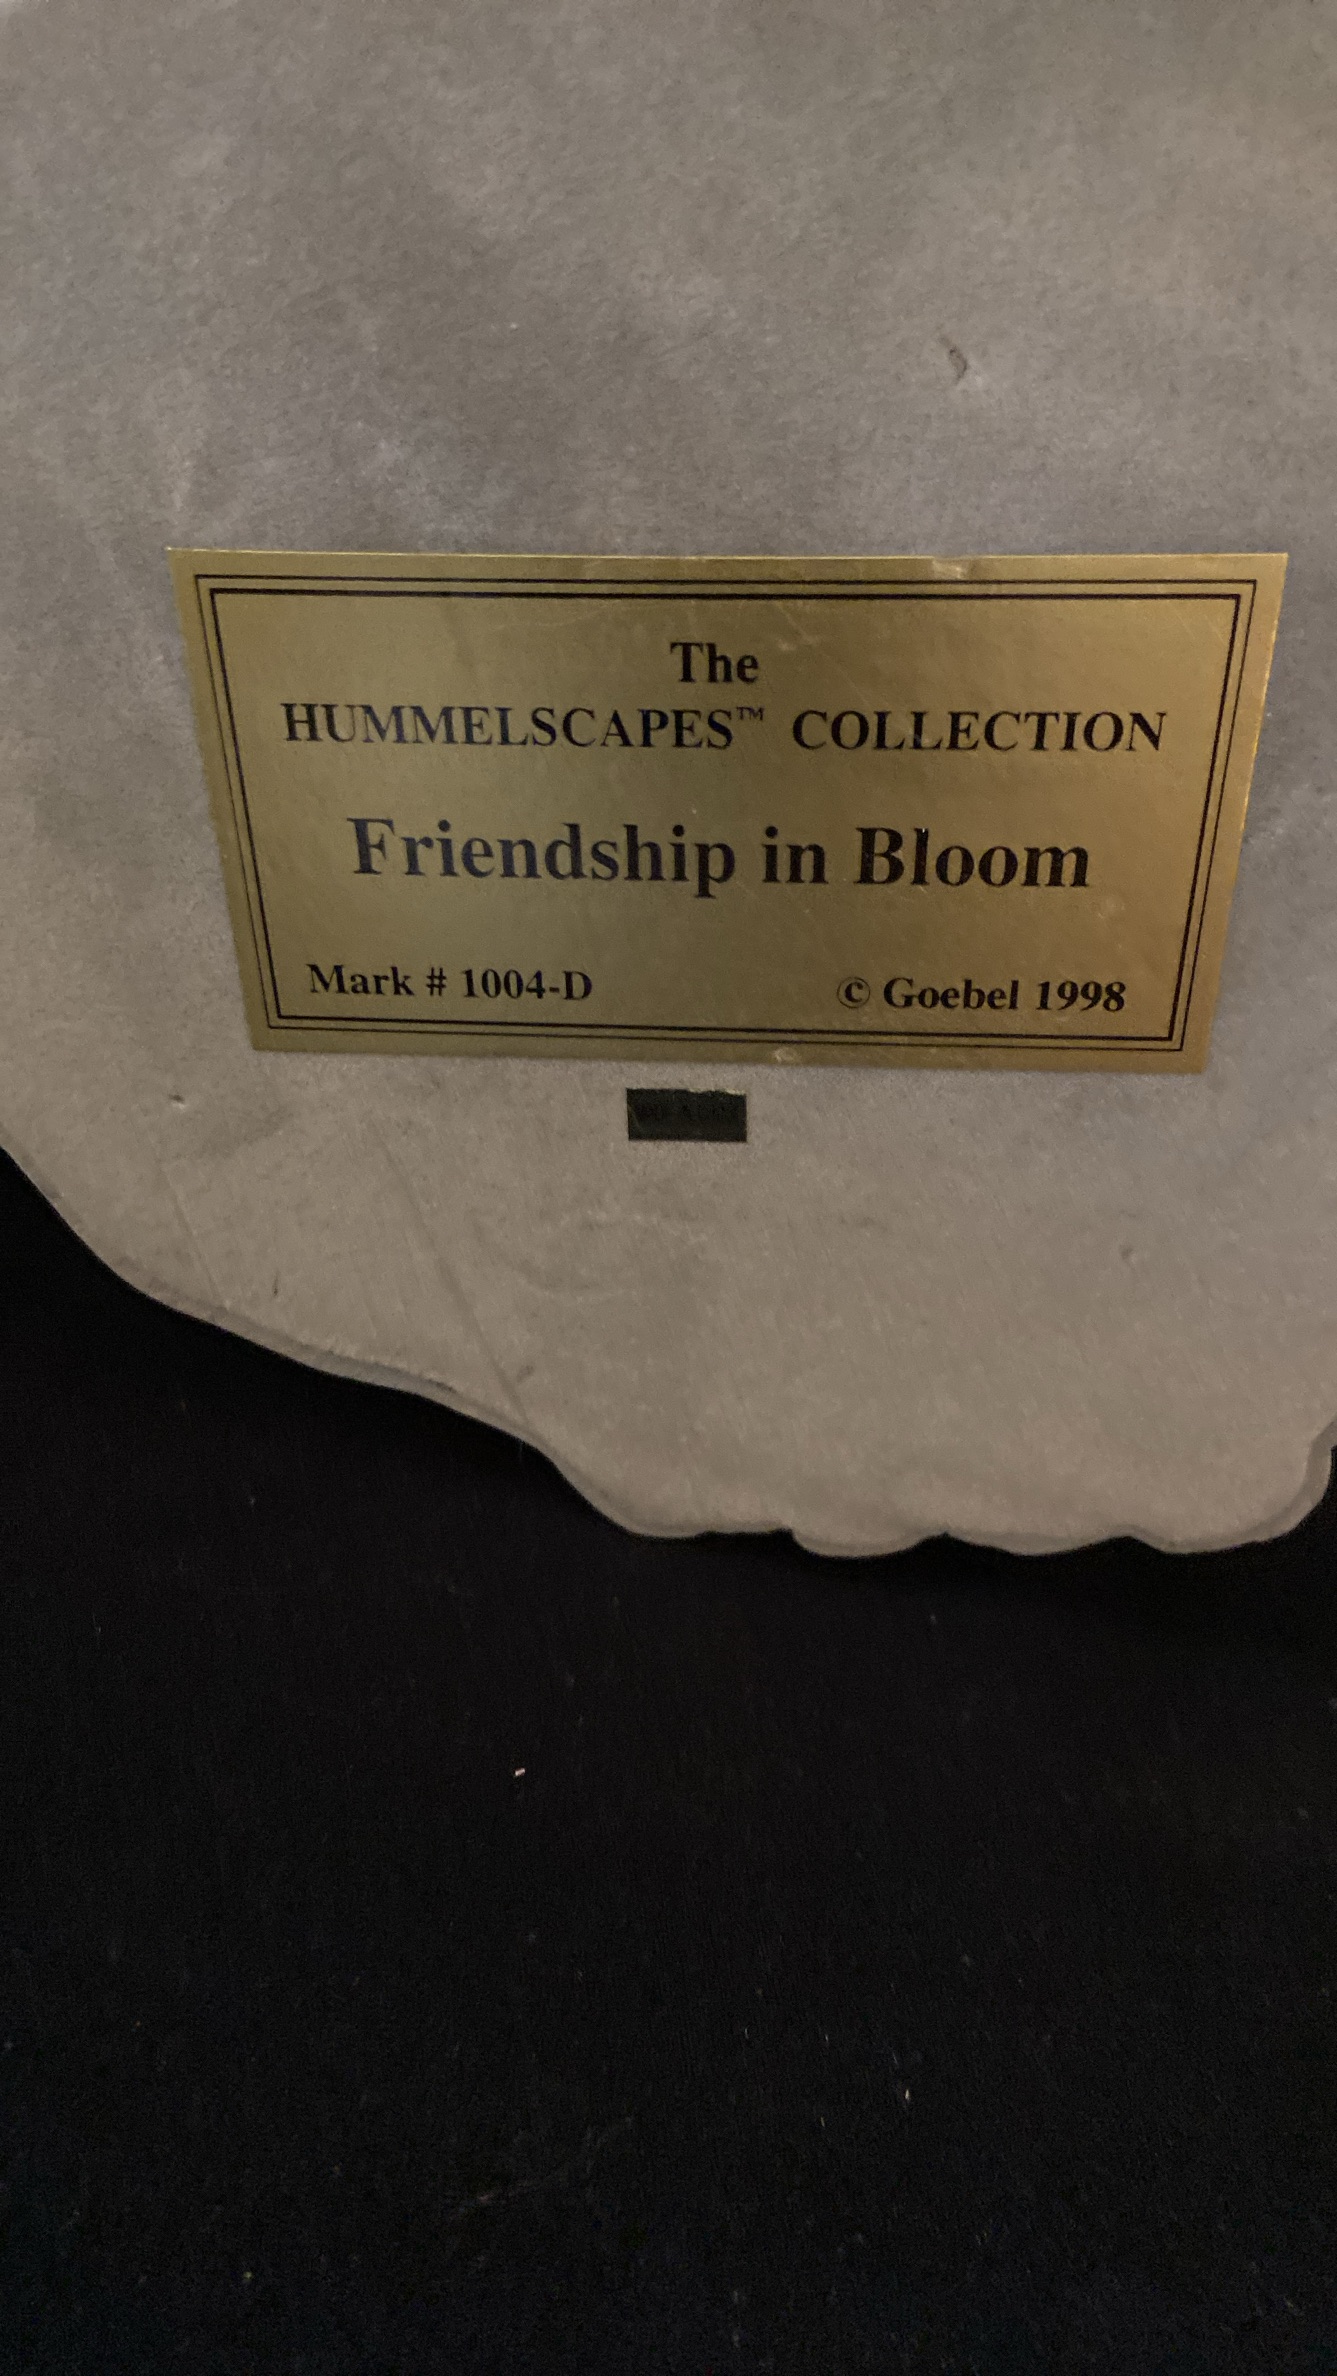 The
HUMMELSCAPES™ COLLECTION
Friendship in Bloom
Mark # 1004-D
© Goebel 1998